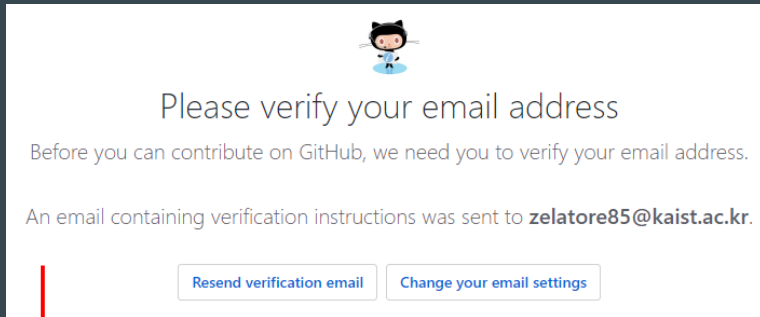 Please verify your email address
Before you can contribute on GitHub, we need you to verify your email address.
An email containing verification instructions was sent to zelatore85@kaist.ac.kr.
Resend verification email Change your email settings